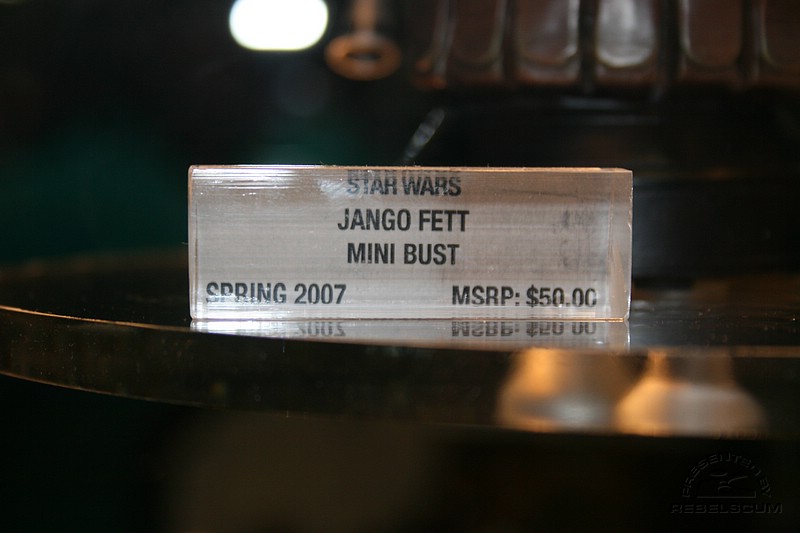 STAR WARS
JANGO FETT
MINI BUST
SPRING 2007 MSRP: $50.00
PRESENTED BY
REBELSCUM